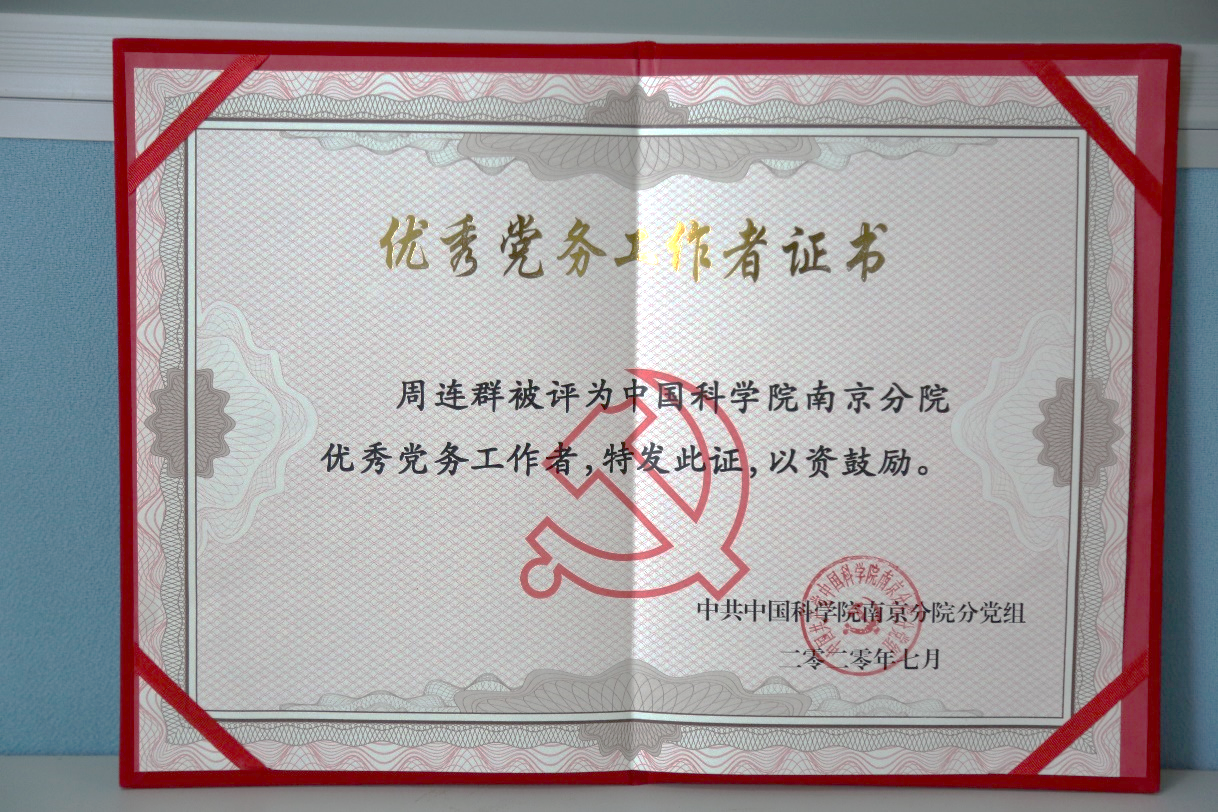 优秀党务工作者证书
周连群被评为中国科学院南京分院
优秀党务工作者,特发此证,以资鼓励。
中共中国科学院南京分院分党组
二零二零年七月